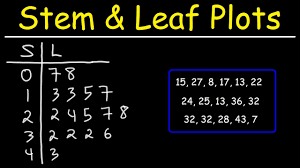 Stem & Leaf Plots
S L
0 7 8
1 3 3 5 7
2 2 4 5 7 8
3 2 2 2 6
4 3
15, 27, 8, 17, 13, 22
24, 25, 13, 36, 32
32, 32, 28, 43, 7